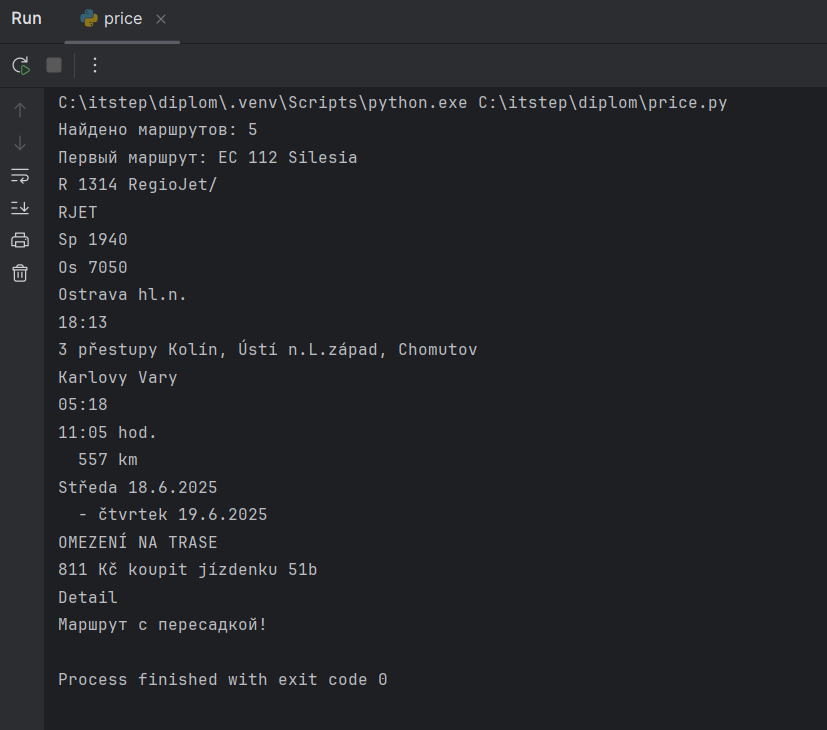 Run price
C:\itstep\diplom\.venv\Scripts\python.exe C:\itstep\diplom\price.py
Найдено маршрутов: 5
Первый маршрут: EC 112 Silesia
R 1314 RegioJet/
RJET
Sp 1940
Os 7050
Ostrava hl.n.
18:13
3 přestupy Kolín, Ústí n.L.západ, Chomutov
Karlovy Vary
05:18
11:05 hod.
  557 km
Středa 18.6.2025
  - čtvrtek 19.6.2025
OMEZENÍ NA TRASE
811 Kč koupit jízdenku 51b
Detail
Маршрут с пересадкой!
Process finished with exit code 0